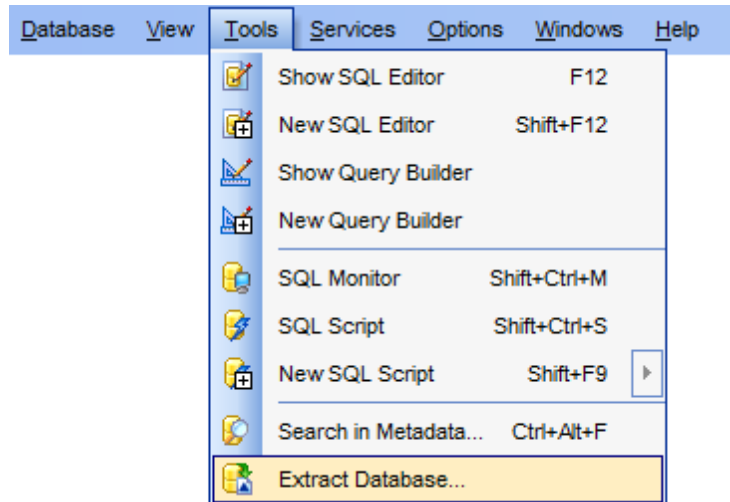 Database View Tools Services Options Windows Help
Show SQL Editor F12
New SQL Editor Shift+F12
Show Query Builder
New Query Builder
SQL Monitor Shift+Ctrl+M
SQL Script Shift+Ctrl+S
New SQL Script Shift+F9
Search in Metadata... Ctrl+Alt+F
Extract Database...